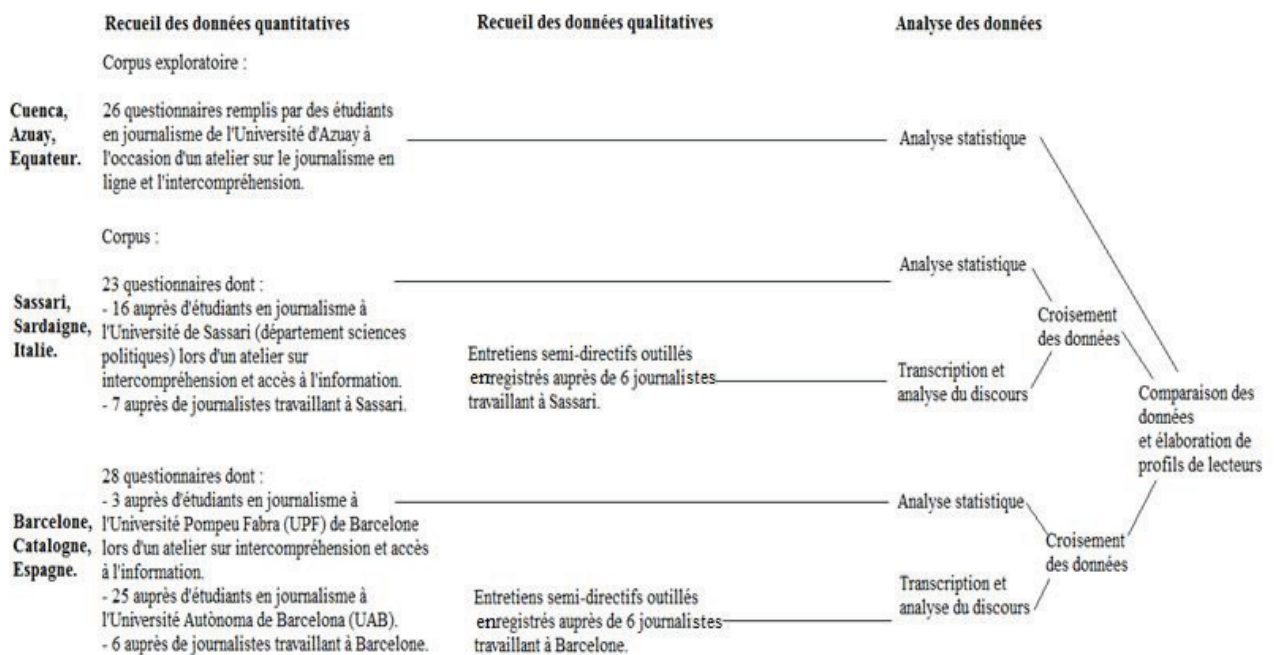 Recueil des données quantitatives
Recueil des données qualitatives
Analyse des données
Corpus exploratoire :
Cuenca,
Azuay,
Equateur.
26 questionnaires remplis par des étudiants
en journalisme de l'Université d'Azuay à
l'occasion d'un atelier sur le journalisme en
ligne et l'intercompréhension.
Analyse statistique
Corpus :
Sassari,
Sardaigne,
Italie.
23 questionnaires dont :
- 16 auprès d'étudiants en journalisme à
l'Université de Sassari (département sciences
politiques) lors d'un atelier sur
intercompréhension et accès à l'information.
- 7 auprès de journalistes travaillant à Sassari.
Entretiens semi-directifs outillés
enregistrés auprès de 6 journalistes
travaillant à Sassari.
Analyse statistique
Transcription et
analyse du discours
Croisement
des données
Barcelone,
Catalogne,
Espagne.
28 questionnaires dont :
- 3 auprès d'étudiants en journalisme à
l'Université Pompeu Fabra (UPF) de Barcelone
lors d'un atelier sur intercompréhension et accès
à l'information.
- 25 auprès d'étudiants en journalisme à
l'Université Autònoma de Barcelona (UAB).
- 6 auprès de journalistes travaillant à Barcelone.
Entretiens semi-directifs outillés
enregistrés auprès de 6 journalistes
travaillant à Barcelone.
Analyse statistique
Transcription et
analyse du discours
Croisement
des données
Comparaison des
données
et élaboration de
profils de lecteurs